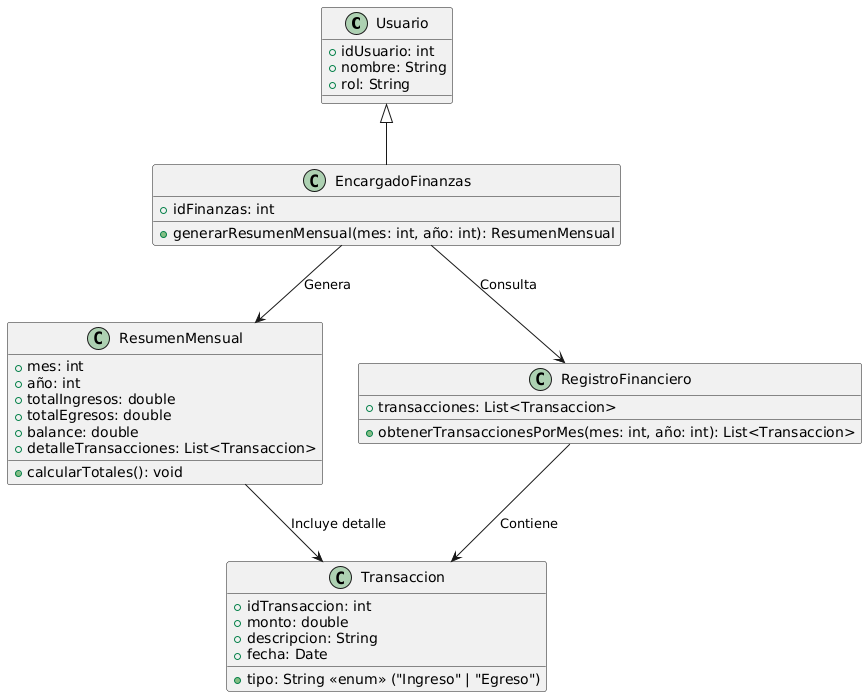 C Usuario
idUsuario: int
nombre: String
rol: String
C EncargadoFinanzas
idFinanzas: int
generarResumenMensual(mes: int, año: int): ResumenMensual
Genera
Consulta
C ResumenMensual
mes: int
año: int
totalIngresos: double
totalEgresos: double
balance: double
detalleTransacciones: List<Transaccion>
calcularTotales(): void
C RegistroFinanciero
transacciones: List<Transaccion>
obtenerTransaccionesPorMes(mes: int, año: int): List<Transaccion>
Incluye detalle
Contiene
C Transaccion
idTransaccion: int
monto: double
descripcion: String
fecha: Date
tipo: String «enum» ("Ingreso" | "Egreso")